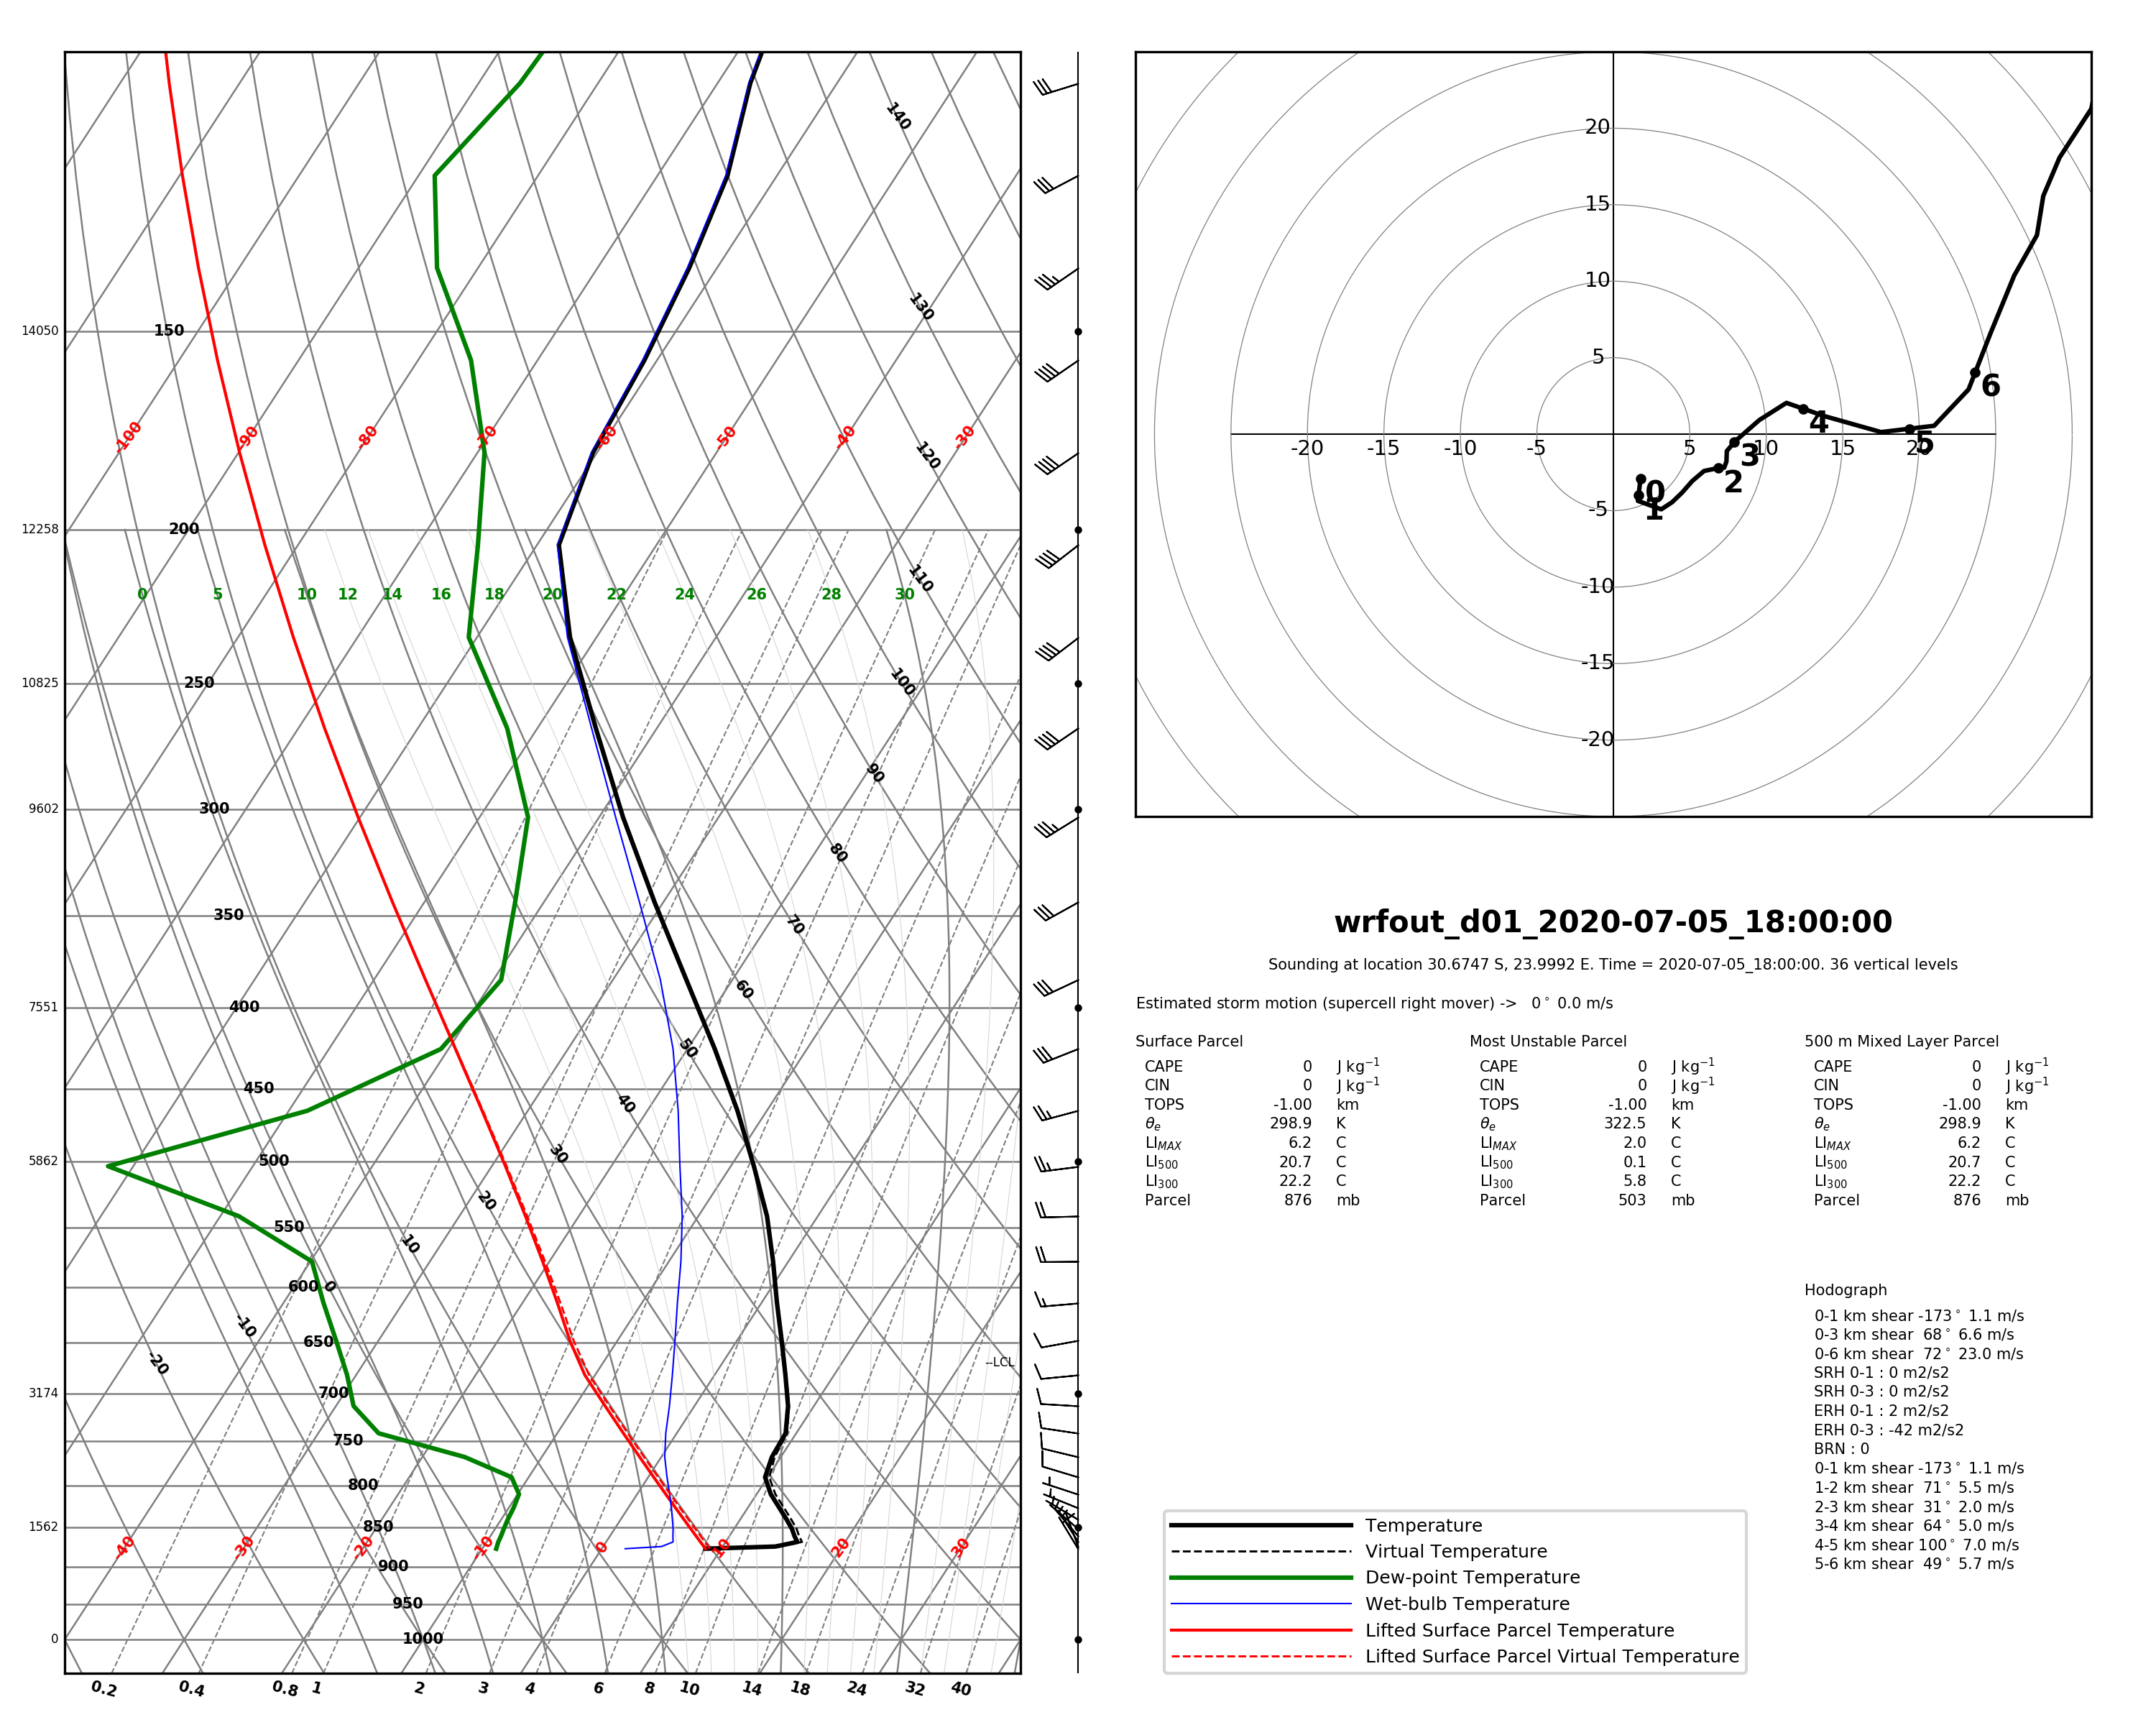 140
130
14050 150
-100 -90 -80 -70 -60 -50 -40 -30
120
12258 200
110
0 5 10 12 14 16 18 20 22 24 26 28 30
10825 250
100
90
9602 300
80
350
70
60
7551 400
50
450
40
5862 500
30
20
550
10
600 0
-10
650
-20
--LCL
3174 700
750
800
1562 850
-40 -30 -20 -10 0 10 20 30
900
950
0 1000
0.2 0.4 0.8 1 2 3 4 6 8 10 14 18 24 32 40
20
15
10
5
-20 -15 -10 -5 5 10 15 20
-5
-10
-15
-20
0
1
2
3
4
5
6
wrfout_d01_2020-07-05_18:00:00
Sounding at location 30.6747 S, 23.9992 E. Time = 2020-07-05_18:00:00. 36 vertical levels
Estimated storm motion (supercell right mover) -> 0° 0.0 m/s
Surface Parcel
CAPE 0 J kg⁻¹
CIN 0 J kg⁻¹
TOPS -1.00 km
θe 298.9 K
LIMAX 6.2 C
LI500 20.7 C
LI300 22.2 C
Parcel 876 mb
Most Unstable Parcel
CAPE 0 J kg⁻¹
CIN 0 J kg⁻¹
TOPS -1.00 km
θe 322.5 K
LIMAX 2.0 C
LI500 0.1 C
LI300 5.8 C
Parcel 503 mb
500 m Mixed Layer Parcel
CAPE 0 J kg⁻¹
CIN 0 J kg⁻¹
TOPS -1.00 km
θe 298.9 K
LIMAX 6.2 C
LI500 20.7 C
LI300 22.2 C
Parcel 876 mb
Hodograph
0-1 km shear -173° 1.1 m/s
0-3 km shear 68° 6.6 m/s
0-6 km shear 72° 23.0 m/s
SRH 0-1 : 0 m2/s2
SRH 0-3 : 0 m2/s2
ERH 0-1 : 2 m2/s2
ERH 0-3 : -42 m2/s2
BRN : 0
0-1 km shear -173° 1.1 m/s
1-2 km shear 71° 5.5 m/s
2-3 km shear 31° 2.0 m/s
3-4 km shear 64° 5.0 m/s
4-5 km shear 100° 7.0 m/s
5-6 km shear 49° 5.7 m/s
Temperature
Virtual Temperature
Dew-point Temperature
Wet-bulb Temperature
Lifted Surface Parcel Temperature
Lifted Surface Parcel Virtual Temperature